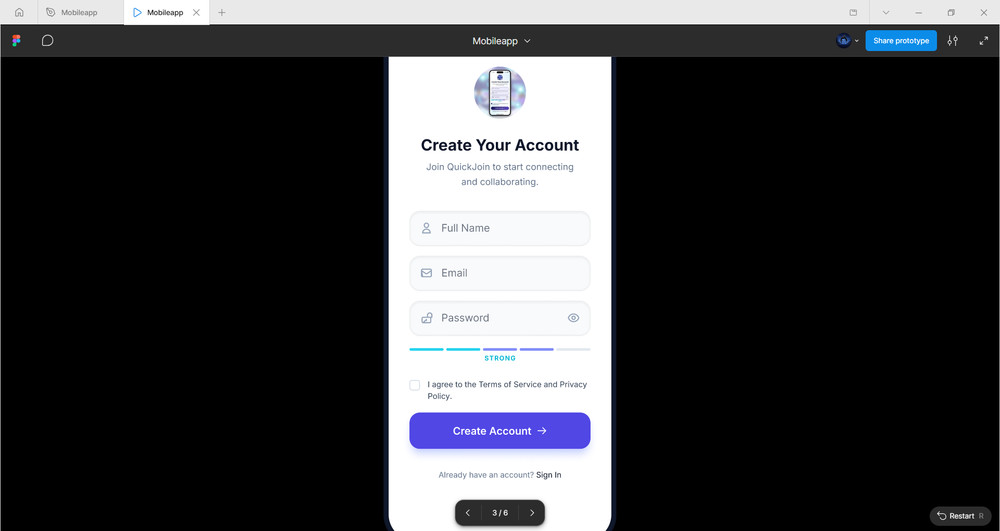 Mobileapp
Mobileapp
Mobileapp
Share prototype
Create Your Account
Join QuickJoin to start connecting
and collaborating.
Full Name
Email
Password
STRONG
I agree to the Terms of Service and Privacy
Policy.
Create Account
Already have an account? Sign In
3 / 6
Restart R